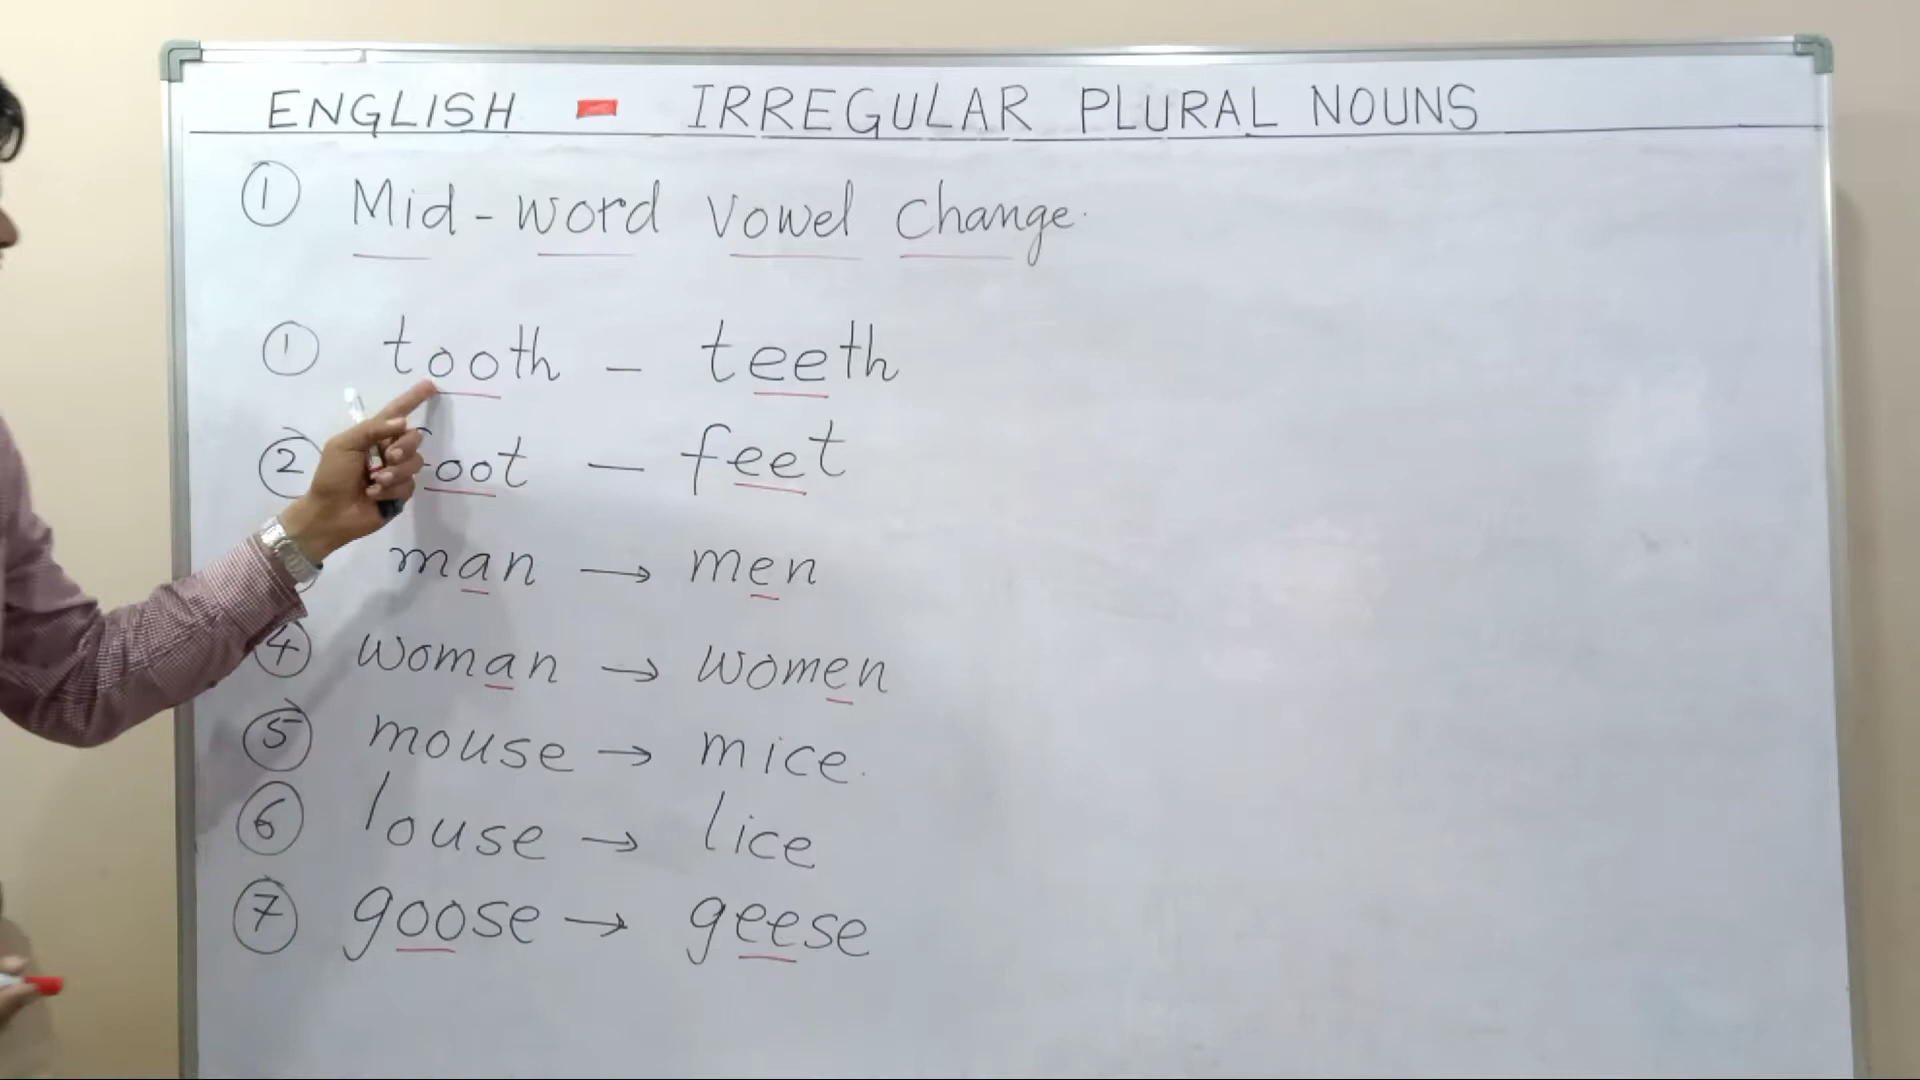 ENGLISH - IRREGULAR PLURAL NOUNS
① Mid-word Vowel Change.
① tooth – teeth
② foot — feet
man → men
④ woman → women
⑤ mouse → mice.
⑥ louse → lice
⑦ goose → geese